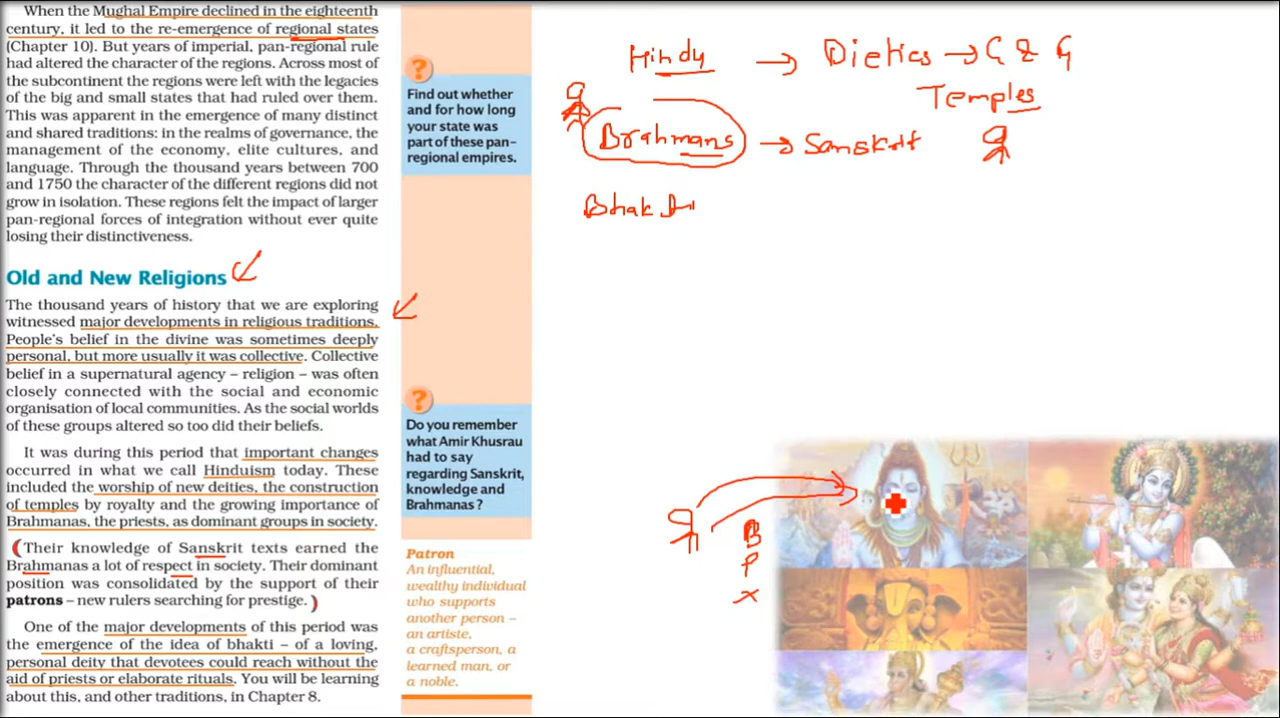 When the Mughal Empire declined in the eighteenth
century, it led to the re-emergence of regional states
(Chapter 10). But years of imperial, pan-regional rule
had altered the character of the regions. Across most of
the subcontinent the regions were left with the legacies
of the big and small states that had ruled over them.
This was apparent in the emergence of many distinct
and shared traditions: in the realms of governance, the
management of the economy, elite cultures, and
language. Through the thousand years between 700
and 1750 the character of the different regions did not
grow in isolation. These regions felt the impact of larger
pan-regional forces of integration without ever quite
losing their distinctiveness.
Old and New Religions
The thousand years of history that we are exploring
witnessed major developments in religious traditions.
People's belief in the divine was sometimes deeply
personal, but more usually it was collective. Collective
belief in a supernatural agency – religion – was often
closely connected with the social and economic
organisation of local communities. As the social worlds
of these groups altered so too did their beliefs.
It was during this period that important changes
occurred in what we call Hinduism today. These
included the worship of new deities, the construction
of temples by royalty and the growing importance of
Brahmanas, the priests, as dominant groups in society.
Their knowledge of Sanskrit texts earned the
Brahmanas a lot of respect in society. Their dominant
position was consolidated by the support of their
patrons – new rulers searching for prestige.
One of the major developments of this period was
the emergence of the idea of bhakti – of a loving,
personal deity that devotees could reach without the
aid of priests or elaborate rituals. You will be learning
about this, and other traditions, in Chapter 8.
?
Find out whether
and for how long
your state was
part of these pan-
regional empires.
?
Do you remember
what Amir Khusrau
had to say
regarding Sanskrit,
knowledge and
Brahmanas ?
Patron
An influential,
wealthy individual
who supports
another person –
an artiste,
a craftsperson, a
learned man, or
a noble.
Hindu → Dieties → G & G
Temples
Brahmans → Sanskrit
B
P
x